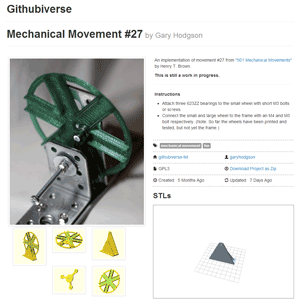 Githubiverse
Mechanical Movement #27 by Gary Hodgson
An implementation of movement #27 from "507 Mechanical Movements"
by Henry T. Brown.
This is still a work in progress.
Instructions
Attach three 623ZZ bearings to the small wheel with short M3 bolts
or screws.
Connect the small and large wheel to the frame with an M4 and M8
bolt respectively. (Note: So far the wheels have been printed and
tested, but not yet the frame.)
mechanical movement
githubiverse-tld
garyhodgson
GPL3
Download Project as Zip
Created: 9 Months Ago
Updated: 7 Days Ago
STLs